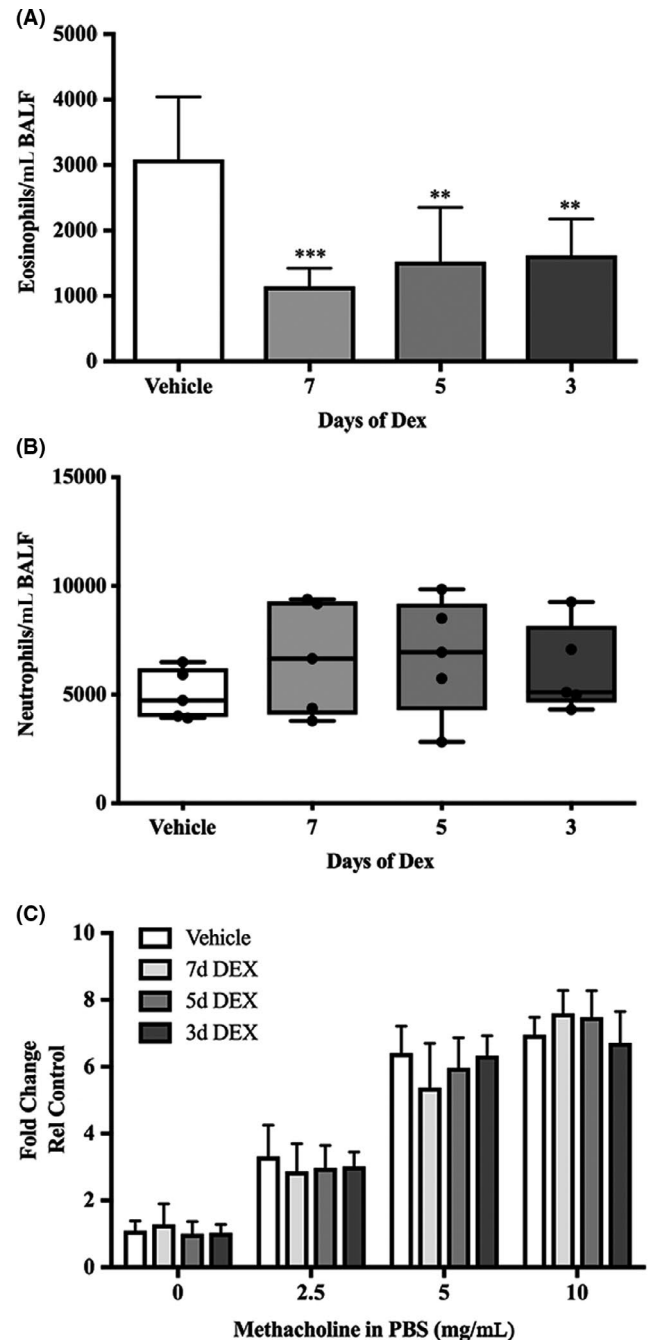 (A)
5000
4000
3000
2000
1000
0
Eosinophils/mL BALF
***
**
**
Vehicle 7 5 3
Days of Dex
(B)
15000
10000
5000
0
Neutrophils/mL BALF
Vehicle 7 5 3
Days of Dex
(C)
10
8
6
4
2
0
Fold Change
Rel Control
Vehicle
7d DEX
5d DEX
3d DEX
0 2.5 5 10
Methacholine in PBS (mg/mL)